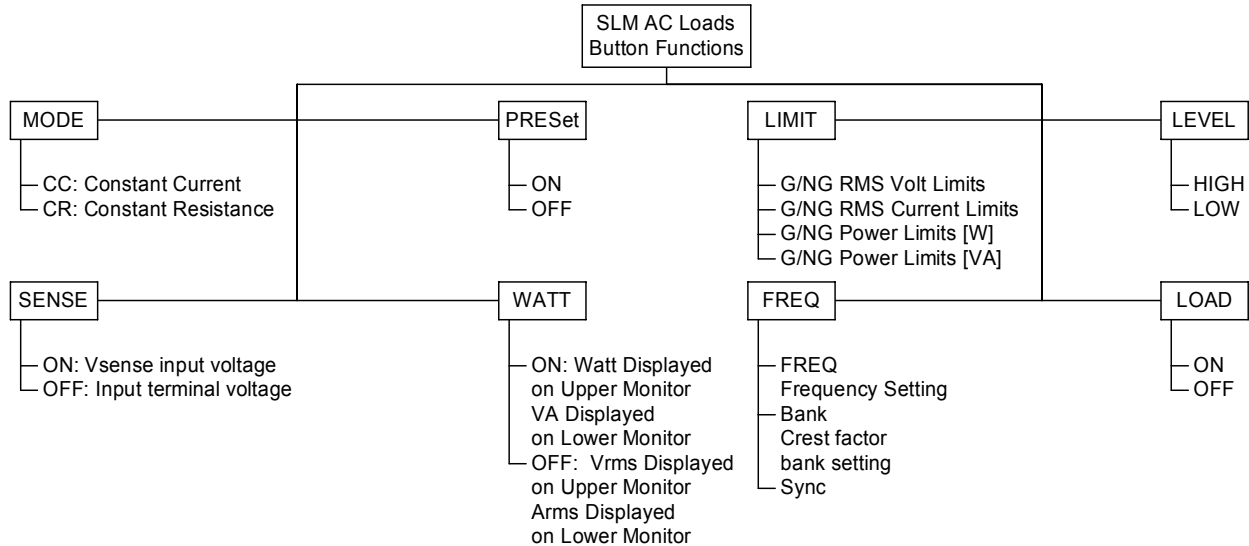 SLM AC Loads
Button Functions
MODE
CC: Constant Current
CR: Constant Resistance
PRESet
ON
OFF
LIMIT
G/NG RMS Volt Limits
G/NG RMS Current Limits
G/NG Power Limits [W]
G/NG Power Limits [VA]
LEVEL
HIGH
LOW
SENSE
ON: Vsense input voltage
OFF: Input terminal voltage
WATT
ON: Watt Displayed
on Upper Monitor
VA Displayed
on Lower Monitor
OFF: Vrms Displayed
on Upper Monitor
Arms Displayed
on Lower Monitor
FREQ
FREQ
Frequency Setting
Bank
Crest factor
bank setting
Sync
LOAD
ON
OFF